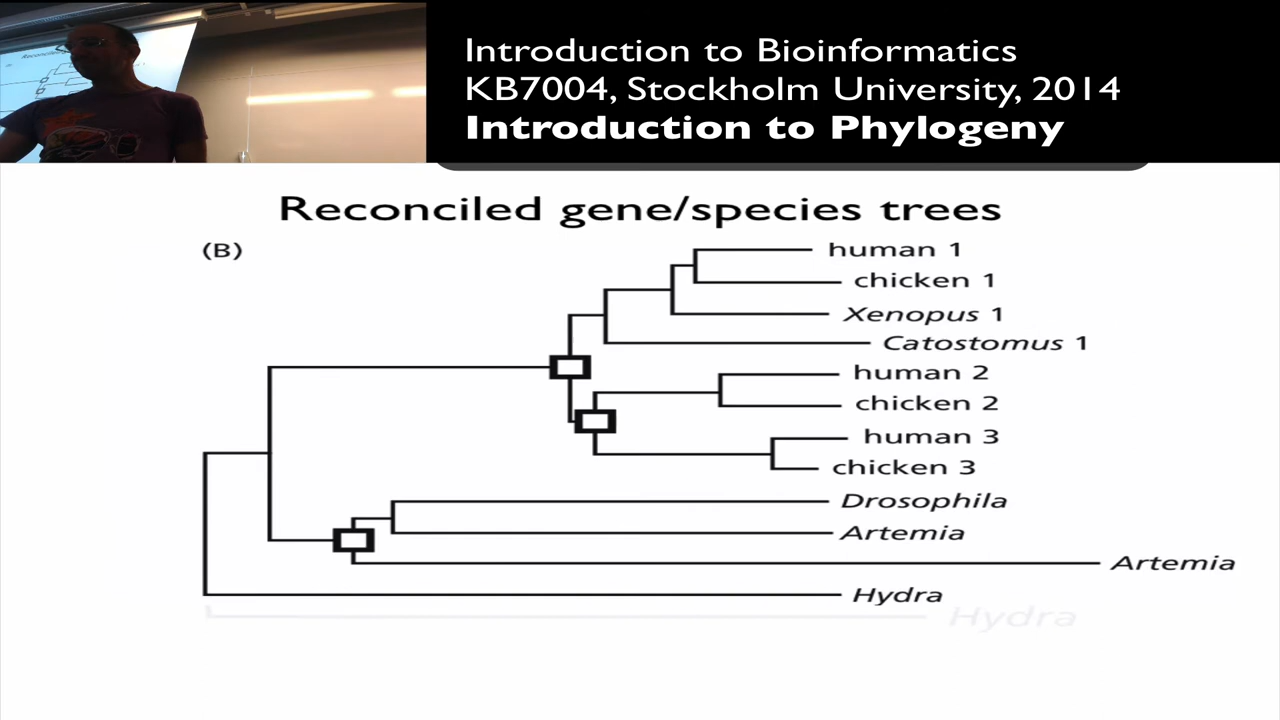 Introduction to Bioinformatics
KB7004, Stockholm University, 2014
Introduction to Phylogeny
Reconciled gene/species trees
(B)
human 1
chicken 1
Xenopus 1
Catostomus 1
human 2
chicken 2
human 3
chicken 3
Drosophila
Artemia
Artemia
Hydra
Hydra